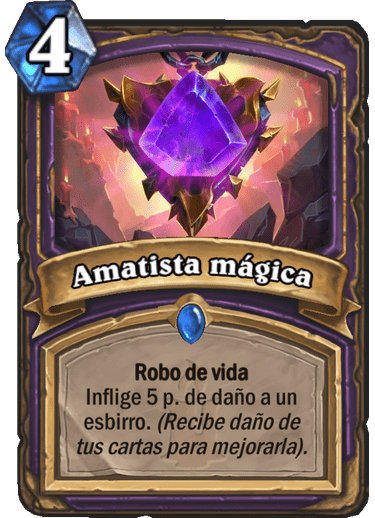 4
Amatista mágica
Robo de vida
Inflige 5 p. de daño a un
esbirro. (Recibe daño de
tus cartas para mejorarla).